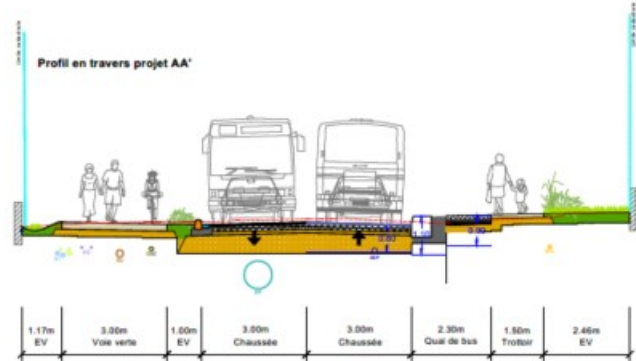 Profil en travers projet AA'
1.17m
EV
3.00m
Voie verte
1.00m
EV
3.00m
Chaussée
3.00m
Chaussée
2.30m
Quai de bus
1.50m
Trottoir
2.46m
EV